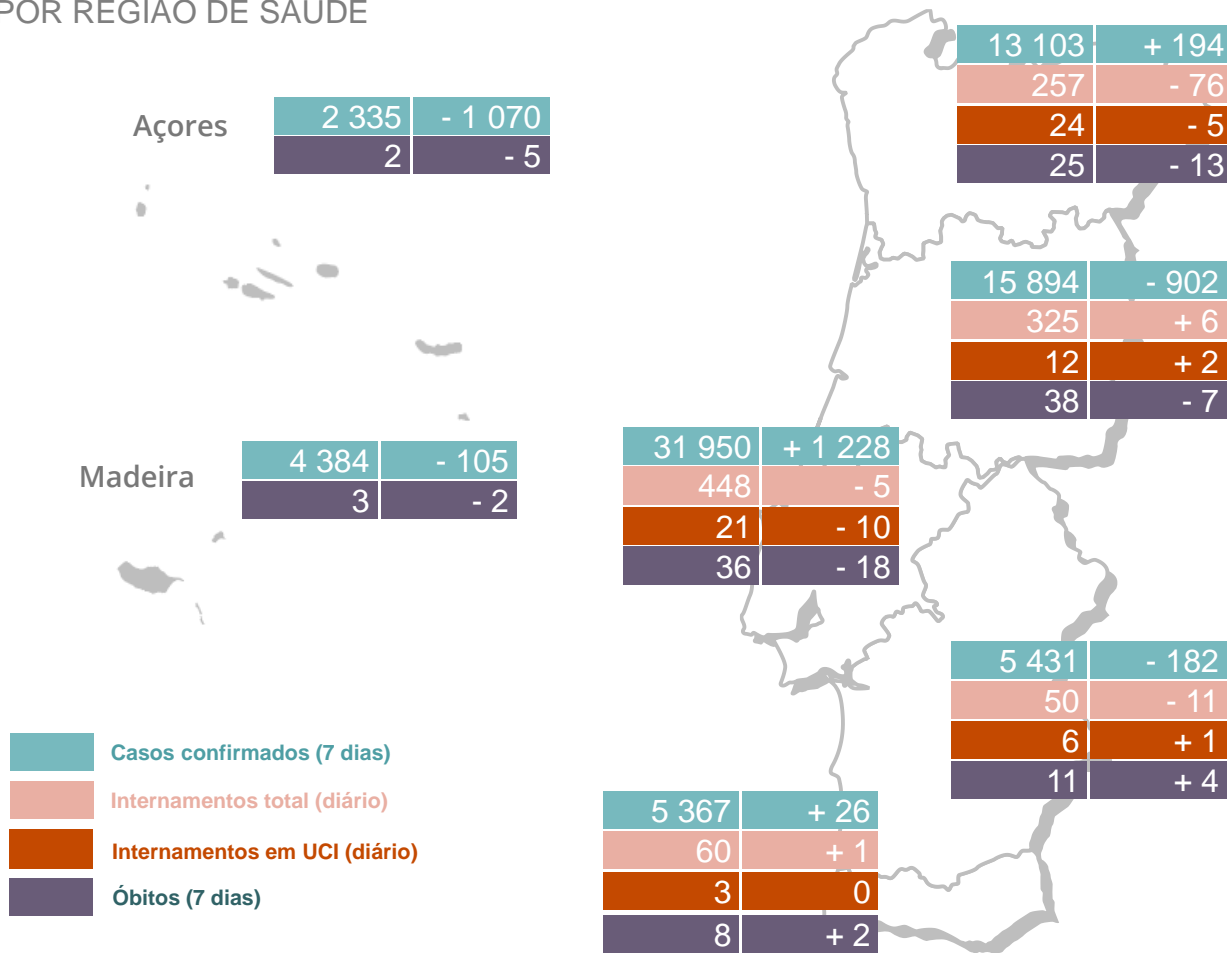 POR REGIÃO DE SAÚDE
13 103 + 194
257 - 76
24 - 5
25 - 13
Açores
2 335 - 1 070
2 - 5
15 894 - 902
325 + 6
12 + 2
38 - 7
Madeira
4 384 - 105
3 - 2
31 950 + 1 228
448 - 5
21 - 10
36 - 18
5 431 - 182
50 - 11
6 + 1
11 + 4
Casos confirmados (7 dias)
Internamentos total (diário)
Internamentos em UCI (diário)
Óbitos (7 dias)
5 367 + 26
60 + 1
3 0
8 + 2